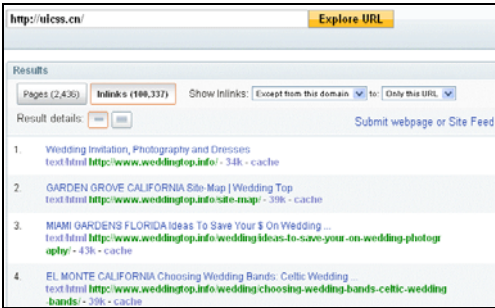 http://uicss.cn/ Explore URL
Results
Pages (2,436) Inlinks (100,337) Show Inlinks: Except from this domain to: Only this URL
Result details: Submit webpage or Site Feed
1. Wedding Invitation, Photography and Dresses
text/html http://www.weddingtop.info/ - 34k - cache
2. GARDEN GROVE CALIFORNIA Site-Map | Wedding Top
text/html http://www.weddingtop.info/site-map/ - 39k - cache
3. MIAMI GARDENS FLORIDA Ideas To Save Your $ On Wedding ...
text/html http://www.weddingtop.info/wedding/ideas-to-save-your-on-wedding-photogr
aphy/ - 43k - cache
4. EL MONTE CALIFORNIA Choosing Wedding Bands: Celtic Wedding ...
text/html http://www.weddingtop.info/wedding/choosing-wedding-bands-celtic-wedding
-bands/ - 39k - cache